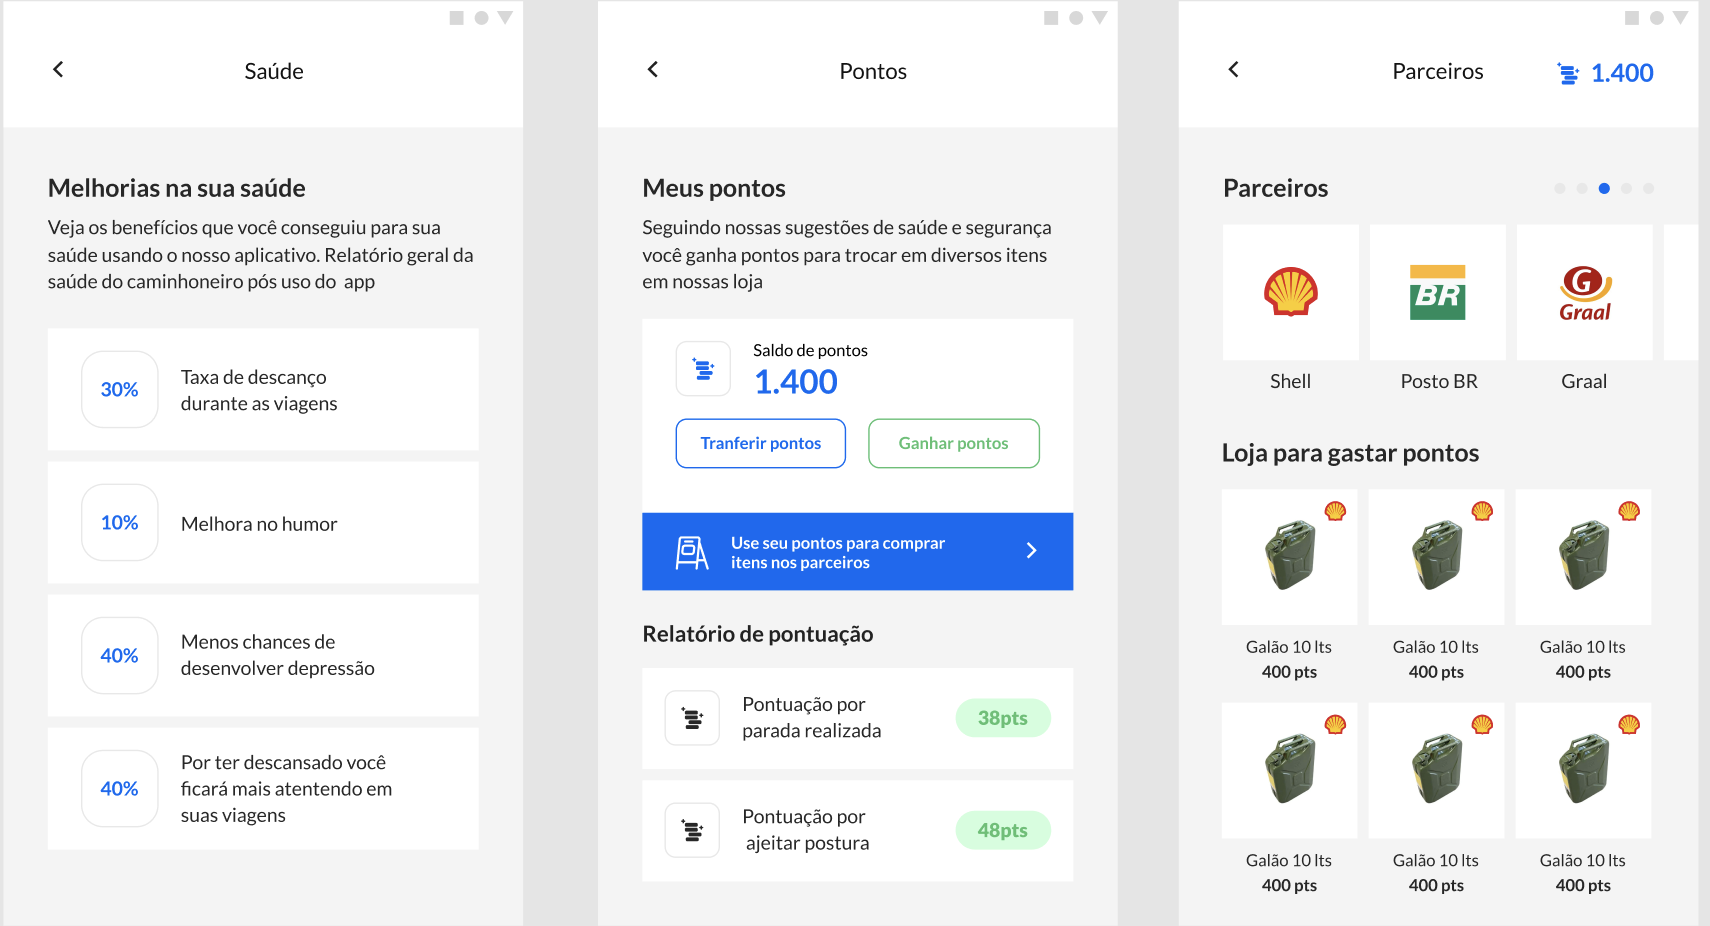 Saúde
Melhorias na sua saúde
Veja os benefícios que você conseguiu para sua
saúde usando o nosso aplicativo. Relatório geral da
saúde do caminhoneiro pós uso do  app
30%
Taxa de descanço
durante as viagens
10%
Melhora no humor
40%
Menos chances de
desenvolver depressão
40%
Por ter descansado você
ficará mais atentendo em
suas viagens
Pontos
Meus pontos
Seguindo nossas sugestões de saúde e segurança
você ganha pontos para trocar em diversos itens
em nossas loja
Saldo de pontos
1.400
Tranferir pontos
Ganhar pontos
Use seu pontos para comprar
itens nos parceiros
Relatório de pontuação
Pontuação por
parada realizada
38pts
Pontuação por
ajeitar postura
48pts
Parceiros
1.400
Parceiros
BR
G
Graal
Shell
Posto BR
Graal
Loja para gastar pontos
Galão 10 lts
400 pts
Galão 10 lts
400 pts
Galão 10 lts
400 pts
Galão 10 lts
400 pts
Galão 10 lts
400 pts
Galão 10 lts
400 pts